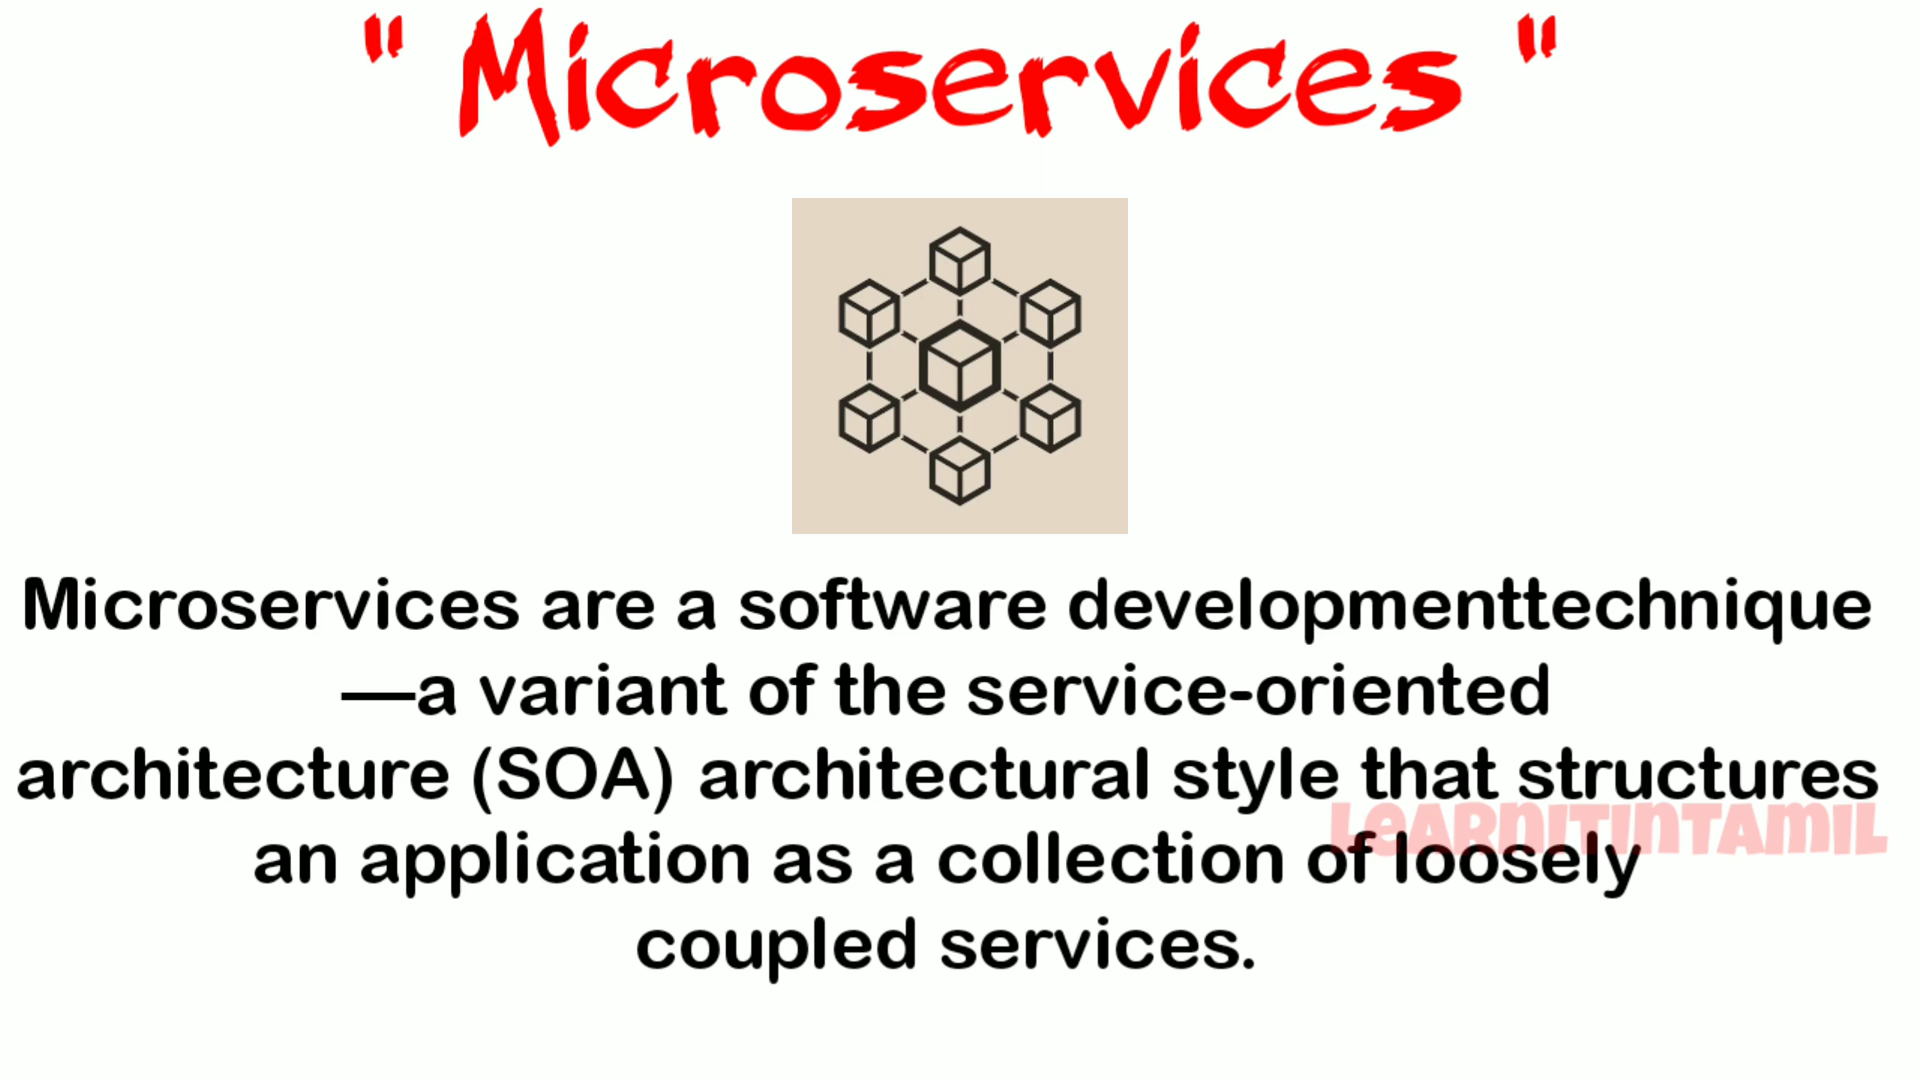 " Microservices "
Microservices are a software developmenttechnique
—a variant of the service-oriented
architecture (SOA) architectural style that structures
LEARNITINTAMIL
an application as a collection of loosely
coupled services.